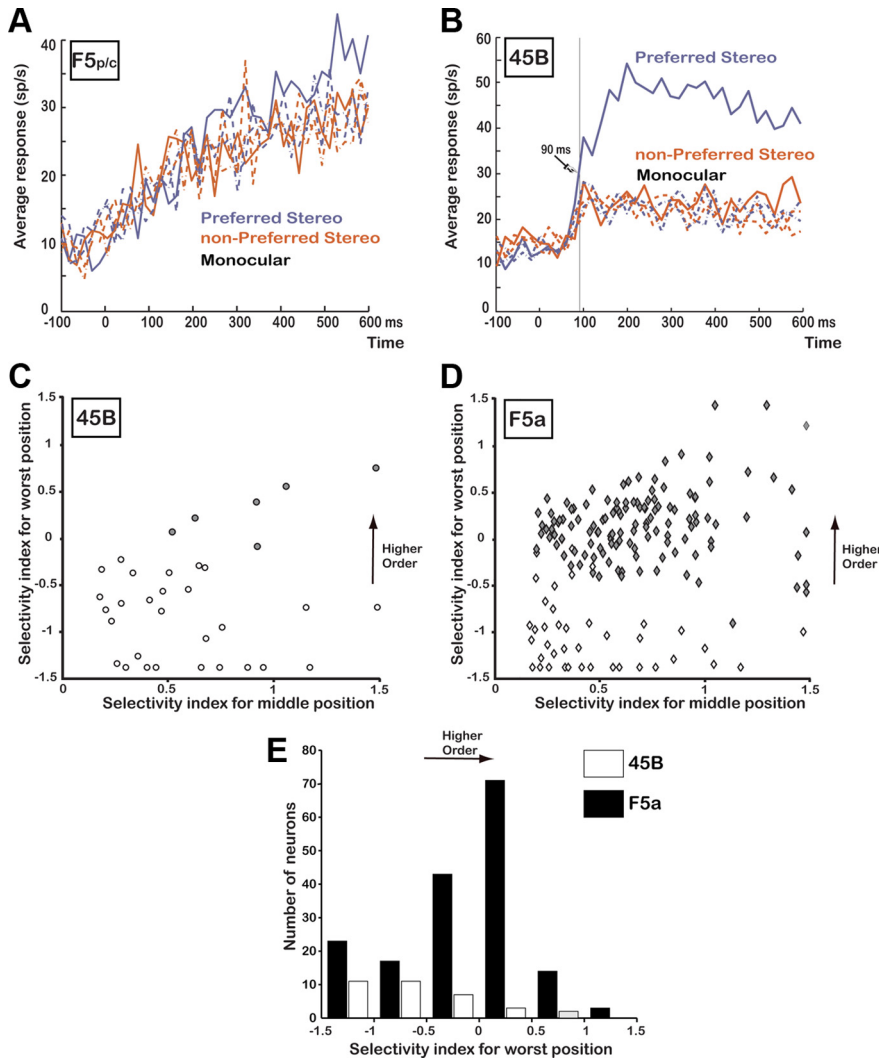 A
F5p/c
Average response (sp/s)
40
30
20
10
0
Preferred Stereo
non-Preferred Stereo
Monocular
-100 0 100 200 300 400 500 600 ms
Time
B
45B
Average response (sp/s)
60
50
40
30
20
10
0
90 ms
Preferred Stereo
non-Preferred Stereo
Monocular
-100 0 100 200 300 400 500 600 ms
Time
C
45B
Selectivity index for worst position
1.5
1
0.5
0
-0.5
-1
-1.5
Higher
Order
0 0.5 1 1.5
Selectivity index for middle position
D
F5a
Selectivity index for worst position
1.5
1
0.5
0
-0.5
-1
-1.5
Higher
Order
0.5 1 1.5
Selectivity index for middle position
E
Higher
Order
45B
F5a
Number of neurons
80
70
60
50
40
30
20
10
0
-1.5 -1 -0.5 0 0.5 1 1.5
Selectivity index for worst position